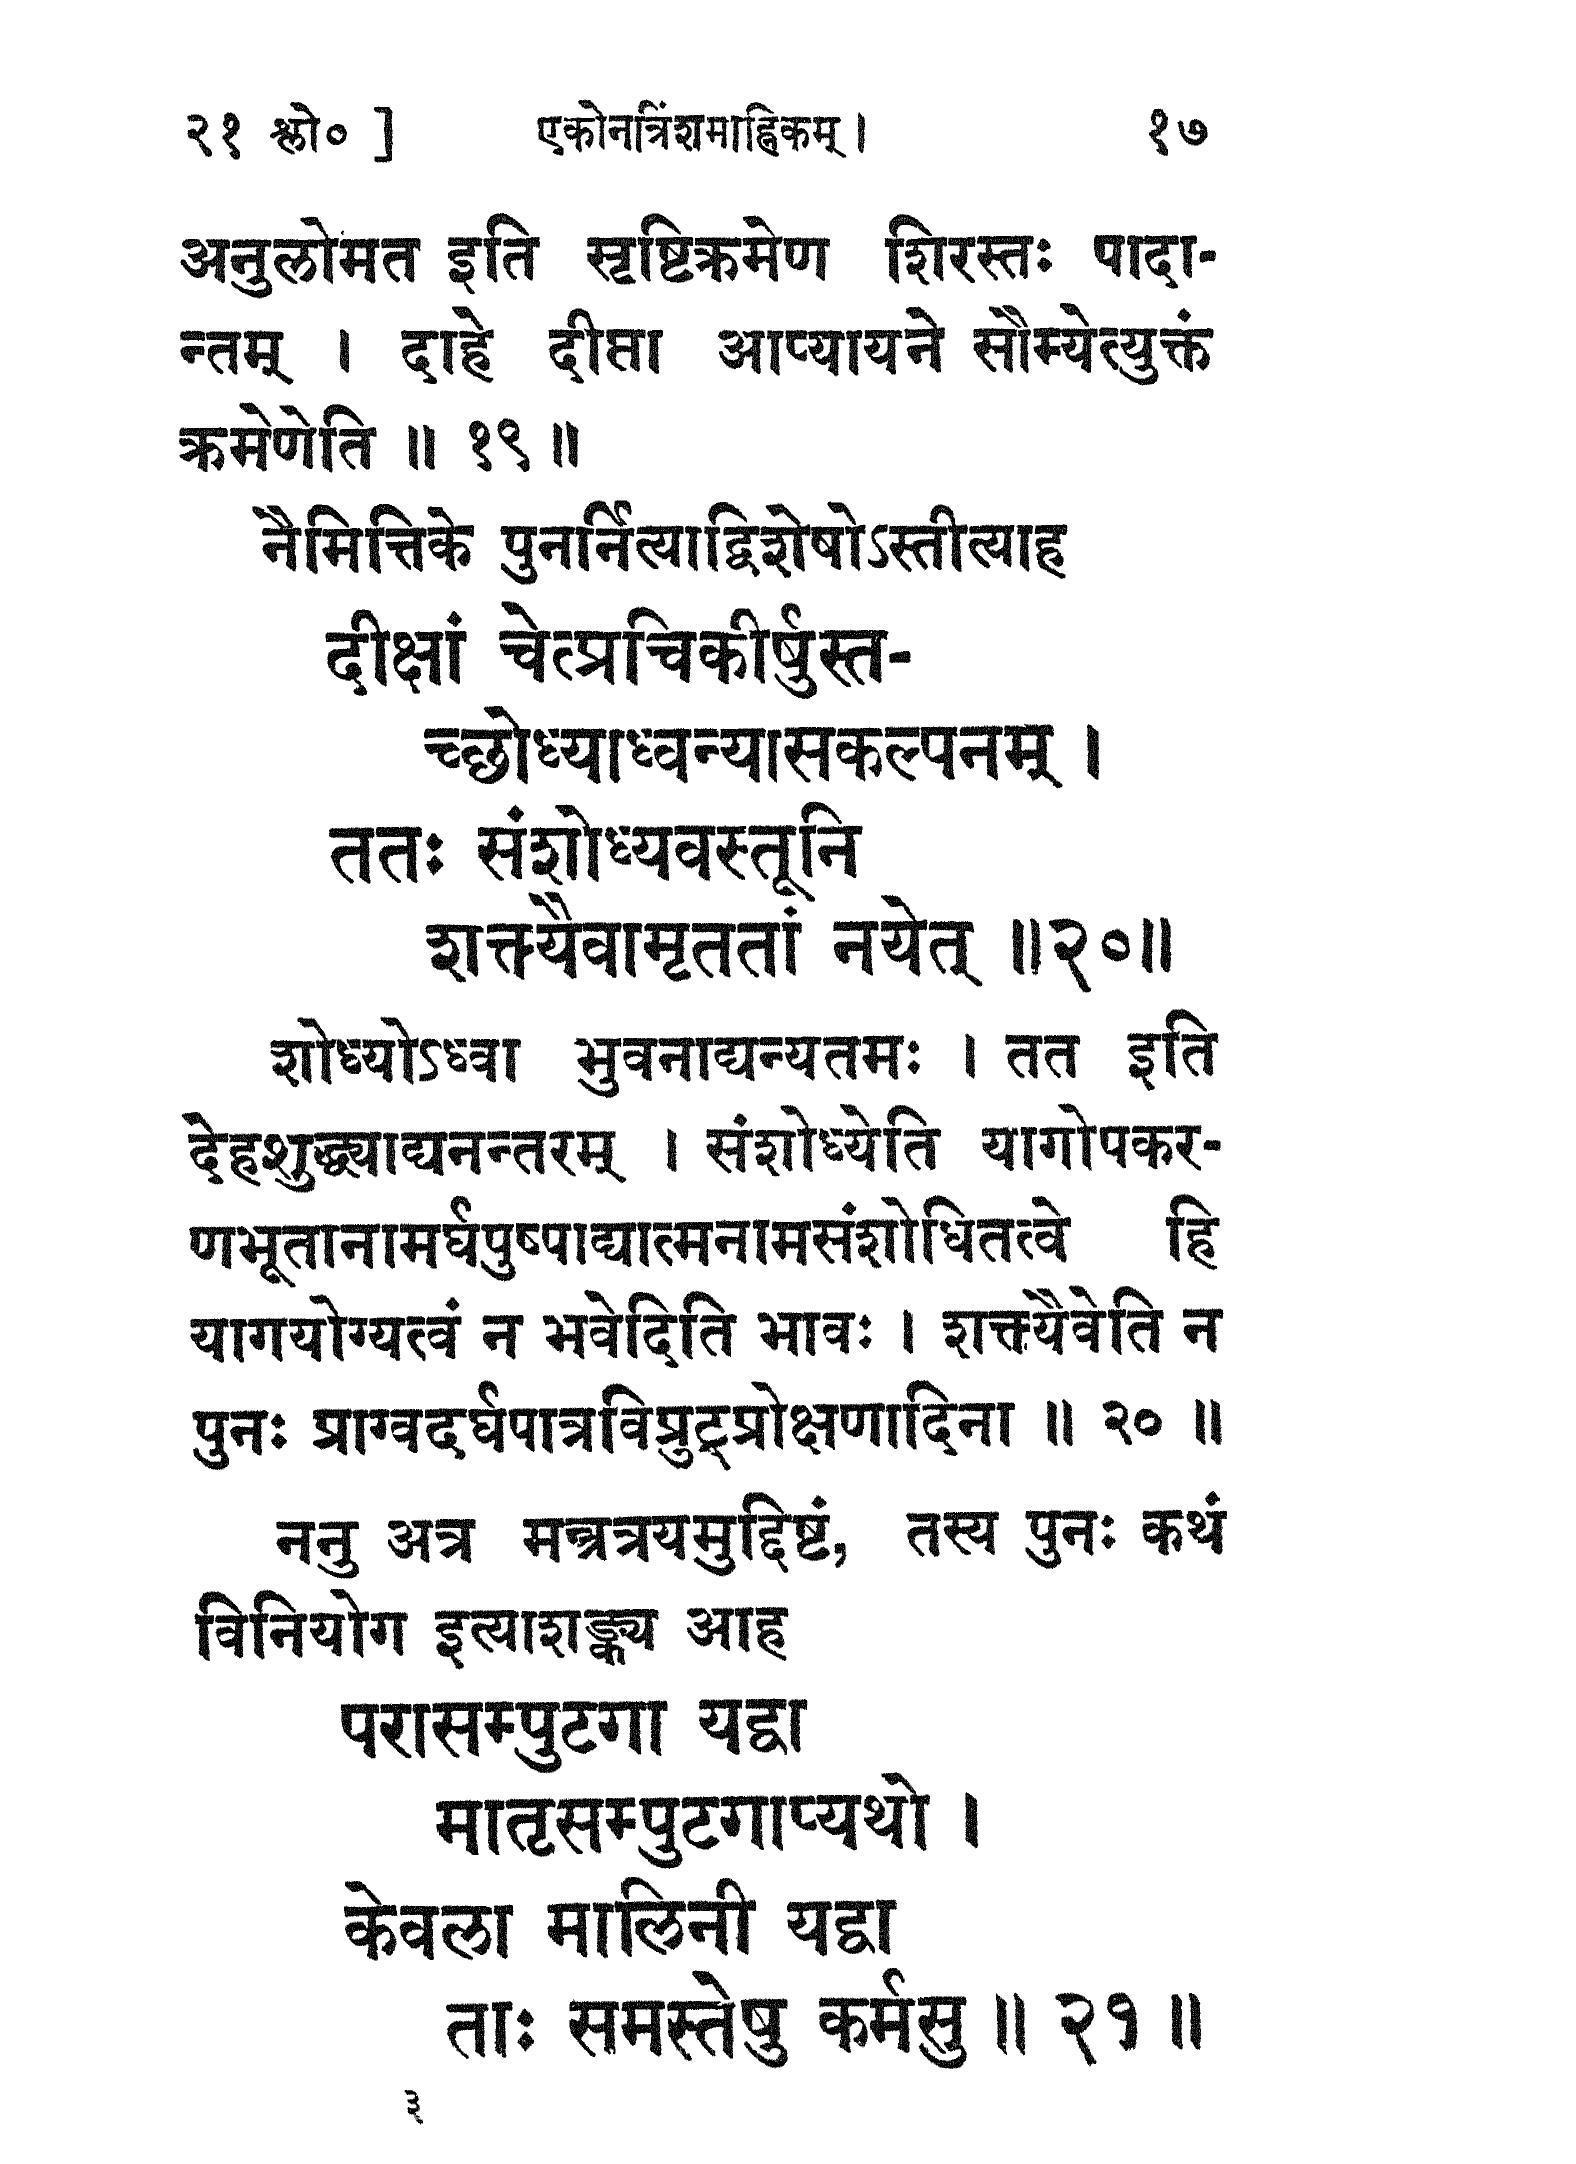 २१ श्लो० ] एकोनत्रिंशमाह्निकम् । १७
अनुलोमत इति सृष्टिक्रमेण शिरस्तः पादा-
न्तम् । दाहे दीप्ता आप्यायने सौम्येत्युक्तं
क्रमेणेति ॥ १९ ॥
नैमित्तिके पुनर्नित्याद्विशेषोऽस्तीत्याह
दीक्षां चेत्प्रचिकीर्षुस्त-
च्छोध्याध्वन्यासकल्पनम् ।
ततः संशोध्यवस्तूनि
शक्त्यैवामृततां नयेत् ॥२०॥
शोध्योऽध्वा भुवनाद्यन्यतमः । तत इति
देहशुद्ध्याद्यनन्तरम् । संशोध्येति यागोपकर-
णभूतानामर्घपुष्पाद्यात्मनामसंशोधितत्वे हि
यागयोग्यत्वं न भवेदिति भावः । शक्त्यैवेति न
पुनः प्राग्वदर्घपात्रविप्रुट्प्रोक्षणादिना ॥ २० ॥
ननु अत्र मन्त्रत्रयमुद्दिष्टं, तस्य पुनः कथं
विनियोग इत्याशङ्क्य आह
परासम्पुटगा यद्वा
मातृसम्पुटगाप्यथो ।
केवला मालिनी यद्वा
ताः समस्तेषु कर्मसु ॥ २१ ॥
३